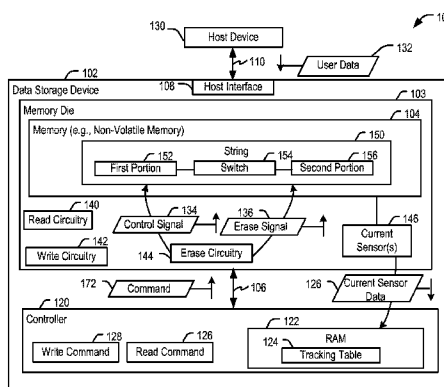 130
Host Device
102
110
132
User Data
Data Storage Device
108
Host Interface
103
Memory Die
104
Memory (e.g., Non-Volatile Memory)
150
String
152
154
156
First Portion
Switch
Second Portion
140
Read Circuitry
134
Control Signal
136
Erase Signal
146
142
Write Circuitry
144
Erase Circuitry
Current
Sensor(s)
172
Command
106
126
Current Sensor
Data
120
Controller
122
RAM
128
126
124
Write Command
Read Command
Tracking Table